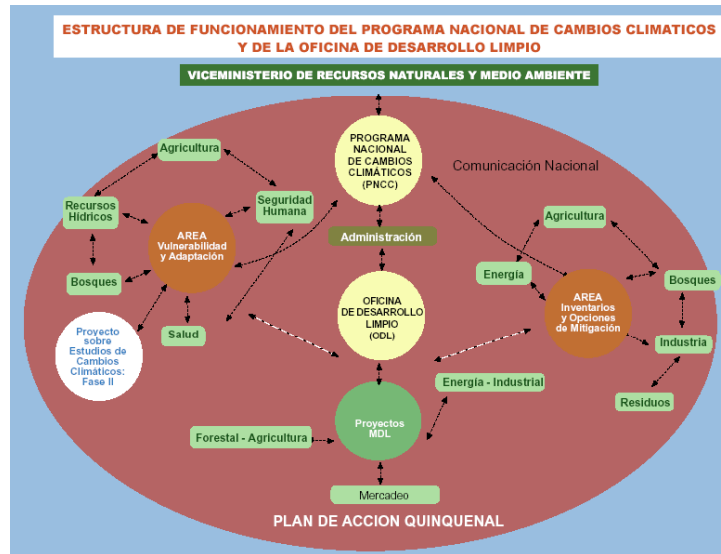 ESTRUCTURA DE FUNCIONAMIENTO DEL PROGRAMA NACIONAL DE CAMBIOS CLIMATICOS
Y DE LA OFICINA DE DESARROLLO LIMPIO
VICEMINISTERIO DE RECURSOS NATURALES Y MEDIO AMBIENTE
PROGRAMA
NACIONAL
DE CAMBIOS
CLIMÁTICOS
(PNCC)
Comunicación Nacional
Agricultura
Recursos
Hídricos
Seguridad
Humana
AREA
Vulnerabilidad
y Adaptación
Bosques
Salud
Proyecto
sobre
Estudios de
Cambios
Climáticos:
Fase II
Administración
OFICINA
DE DESARROLLO
LIMPIO
(ODL)
Agricultura
Energía
Bosques
AREA
Inventarios
y Opciones
de Mitigación
Industria
Residuos
Energía - Industrial
Proyectos
MDL
Forestal - Agricultura
Mercadeo
PLAN DE ACCION QUINQUENAL